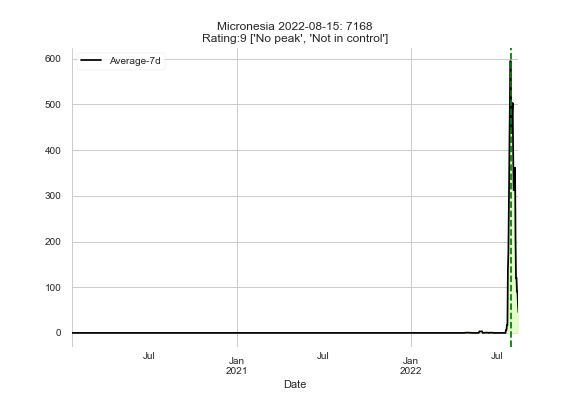 Micronesia 2022-08-15: 7168
Rating:9 ['No peak', 'Not in control']
Average-7d
600
500
400
300
200
100
0
Jul
Jan
2021
Jul
Jan
2022
Jul
Date